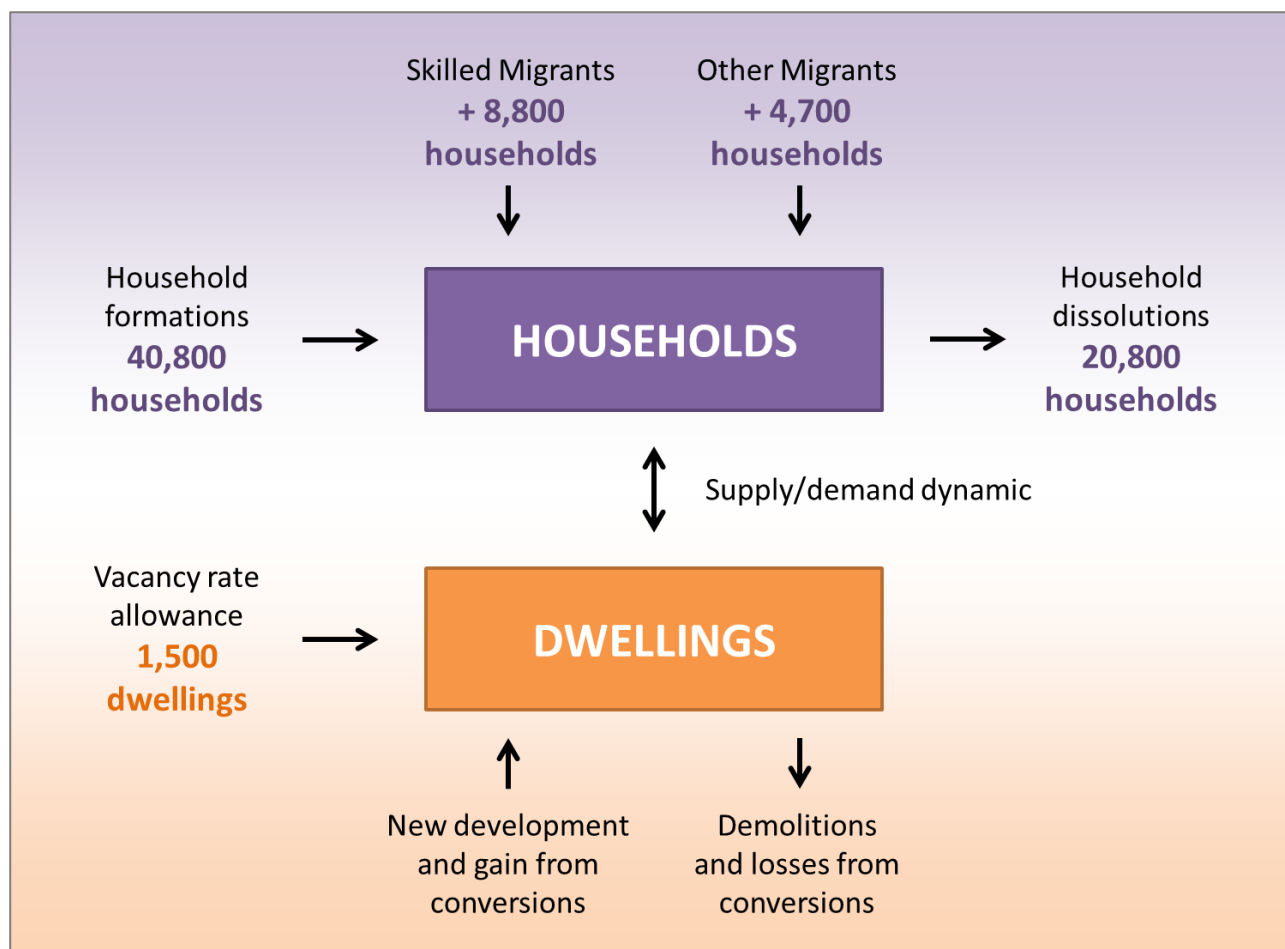 Skilled Migrants
+ 8,800
households
Other Migrants
+ 4,700
households
Household
formations
40,800
households
HOUSEHOLDS
Household
dissolutions
20,800
households
Supply/demand dynamic
Vacancy rate
allowance
1,500
dwellings
DWELLINGS
New development
and gain from
conversions
Demolitions
and losses from
conversions